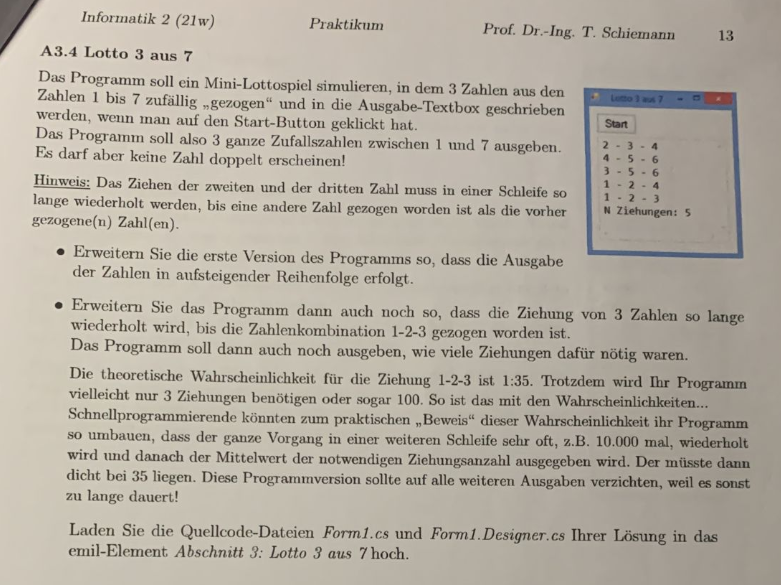 Informatik 2 (21w) Praktikum Prof. Dr.-Ing. T. Schiemann 13
A3.4 Lotto 3 aus 7
Das Programm soll ein Mini-Lottospiel simulieren, in dem 3 Zahlen aus den
Zahlen 1 bis 7 zufällig „gezogen“ und in die Ausgabe-Textbox geschrieben
werden, wenn man auf den Start-Button geklickt hat.
Das Programm soll also 3 ganze Zufallszahlen zwischen 1 und 7 ausgeben.
Es darf aber keine Zahl doppelt erscheinen!
Hinweis: Das Ziehen der zweiten und der dritten Zahl muss in einer Schleife so
lange wiederholt werden, bis eine andere Zahl gezogen worden ist als die vorher
gezogene(n) Zahl(en).
Lotto 3 aus 7
Start
2 - 3 - 4
4 - 5 - 6
3 - 5 - 6
1 - 2 - 4
1 - 2 - 3
N Ziehungen: 5
• Erweitern Sie die erste Version des Programms so, dass die Ausgabe
der Zahlen in aufsteigender Reihenfolge erfolgt.
• Erweitern Sie das Programm dann auch noch so, dass die Ziehung von 3 Zahlen so lange
wiederholt wird, bis die Zahlenkombination 1-2-3 gezogen worden ist.
Das Programm soll dann auch noch ausgeben, wie viele Ziehungen dafür nötig waren.
Die theoretische Wahrscheinlichkeit für die Ziehung 1-2-3 ist 1:35. Trotzdem wird Ihr Programm
vielleicht nur 3 Ziehungen benötigen oder sogar 100. So ist das mit den Wahrscheinlichkeiten...
Schnellprogrammierende könnten zum praktischen „Beweis“ dieser Wahrscheinlichkeit ihr Programm
so umbauen, dass der ganze Vorgang in einer weiteren Schleife sehr oft, z.B. 10.000 mal, wiederholt
wird und danach der Mittelwert der notwendigen Ziehungsanzahl ausgegeben wird. Der müsste dann
dicht bei 35 liegen. Diese Programmversion sollte auf alle weiteren Ausgaben verzichten, weil es sonst
zu lange dauert!
Laden Sie die Quellcode-Dateien Form1.cs und Form1.Designer.cs Ihrer Lösung in das
emil-Element Abschnitt 3: Lotto 3 aus 7 hoch.